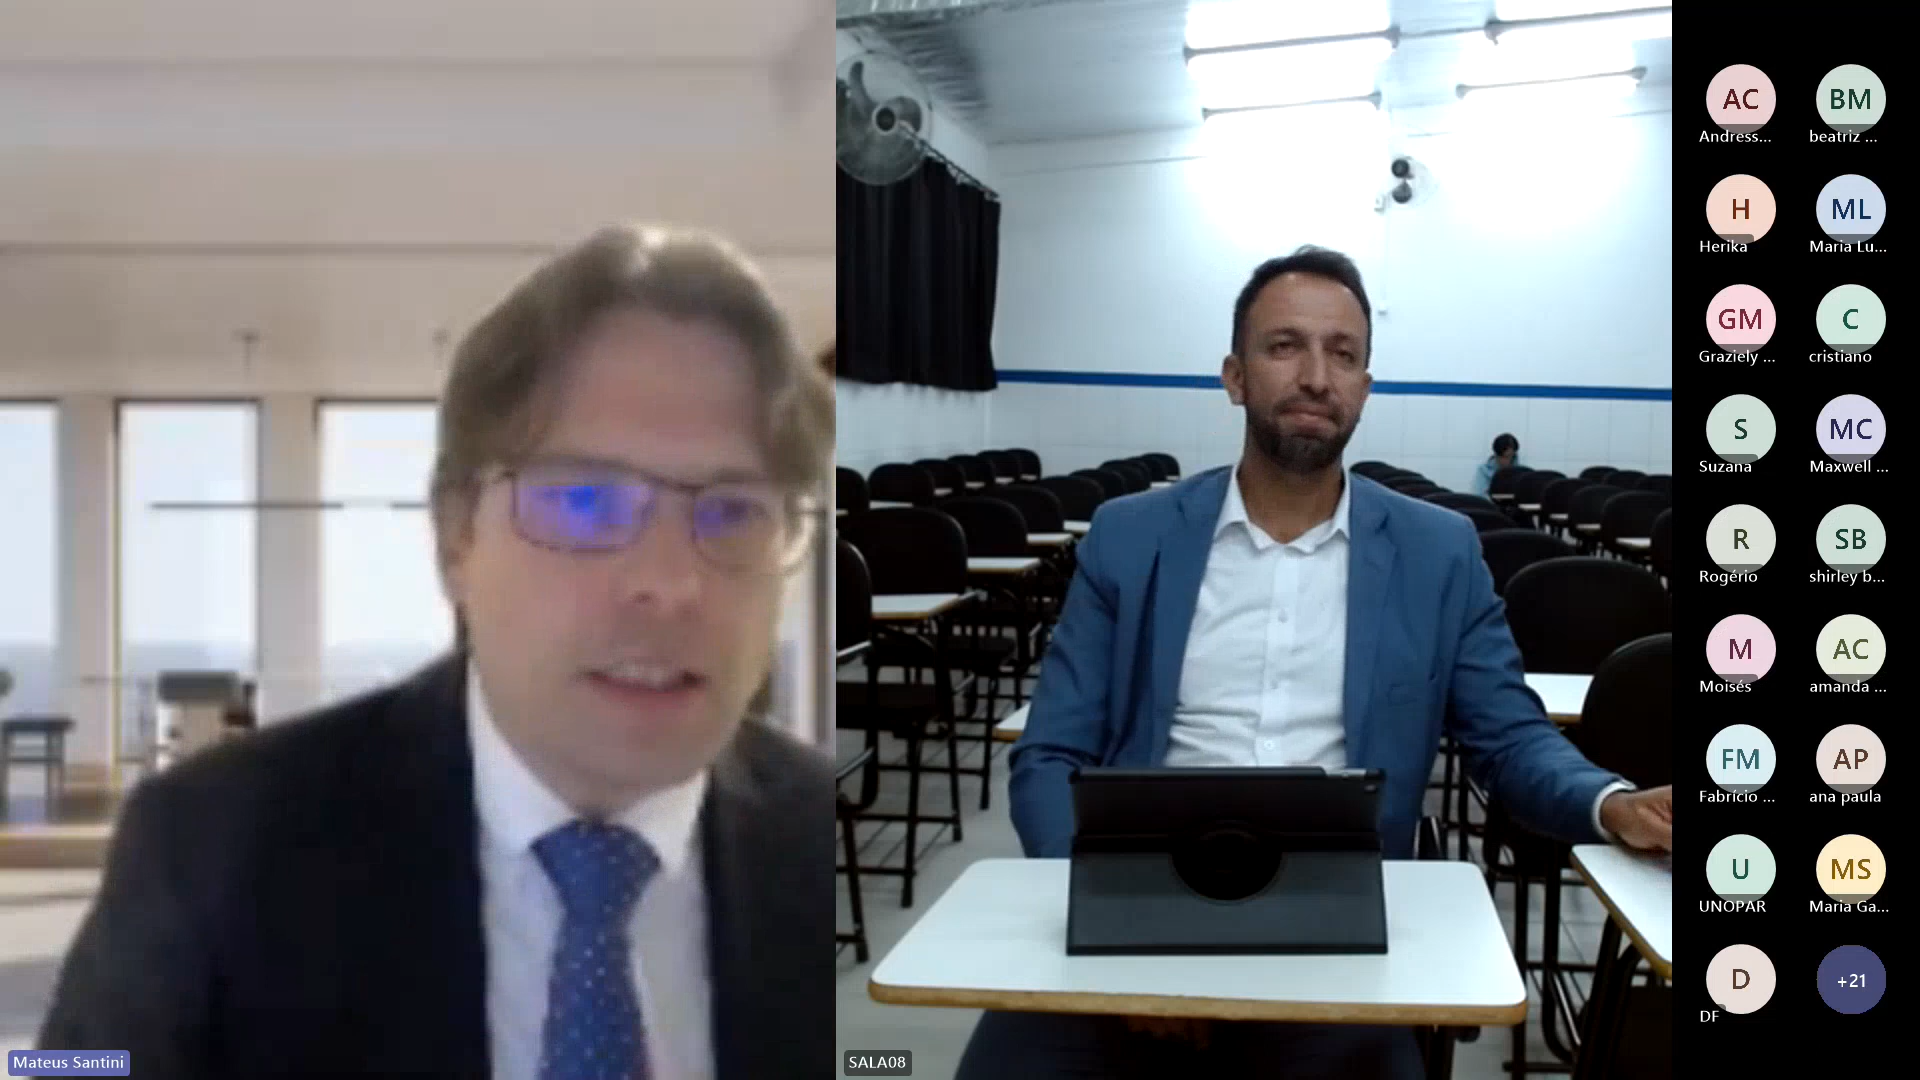 Mateus Santini
SALA08
AC
Andress...
BM
beatriz ...
H
Herika
ML
Maria Lu...
GM
Graziely ...
C
cristiano
S
Suzana
MC
Maxwell ...
R
Rogério
SB
shirley b...
M
Moisés
AC
amanda ...
FM
Fabrício ...
AP
ana paula
U
UNOPAR
MS
Maria Ga...
D
DF
+21